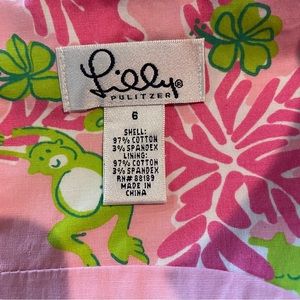 Lilly®
PULITZER
6
SHELL:
97% COTTON
3% SPANDEX
LINING:
97% COTTON
3% SPANDEX
RN# 88189
MADE IN
CHINA